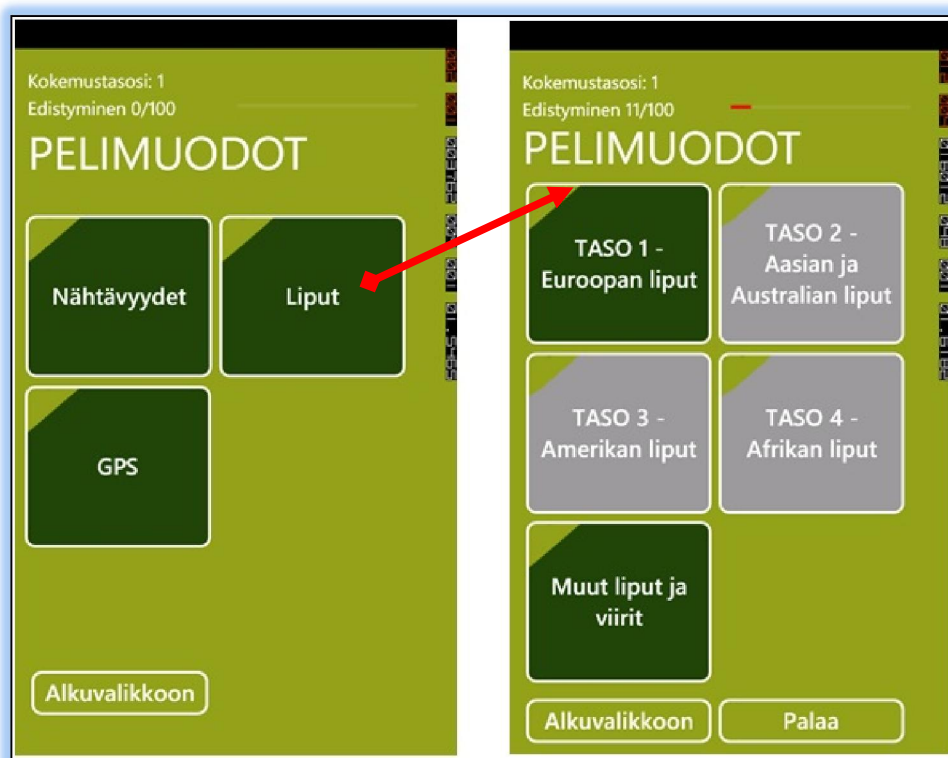 Kokemustasosi: 1
Edistyminen 0/100
PELIMUODOT
Nähtävyydet
Liput
GPS
Alkuvalikkoon
Kokemustasosi: 1
Edistyminen 11/100
PELIMUODOT
TASO 1 -
Euroopan liput
TASO 2 -
Aasian ja
Australian liput
TASO 3 -
Amerikan liput
TASO 4 -
Afrikan liput
Muut liput ja
viirit
Alkuvalikkoon
Palaa